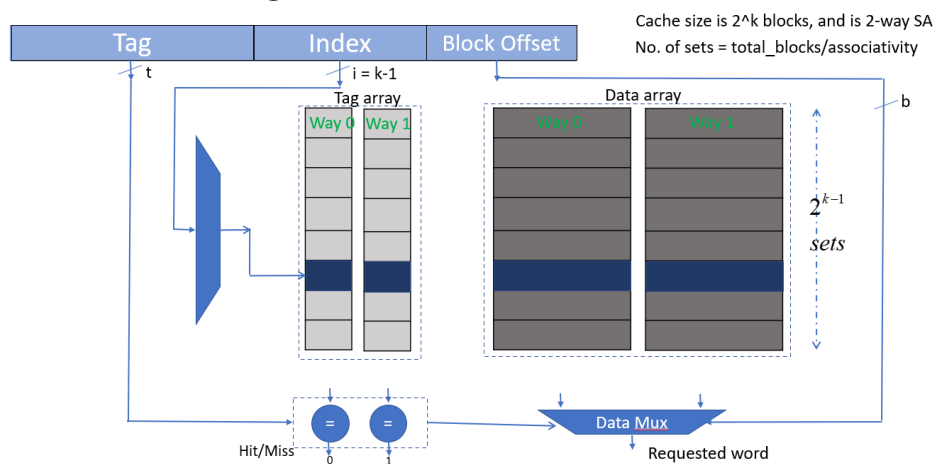 Cache size is 2^k blocks, and is 2-way SA
No. of sets = total_blocks/associativity
Tag
Index
Block Offset
t
i = k-1
b
Tag array
Data array
Way 0
Way 1
Way 0
Way 1
2^{k-1}
sets
=
=
Data Mux
Hit/Miss
0
1
Requested word